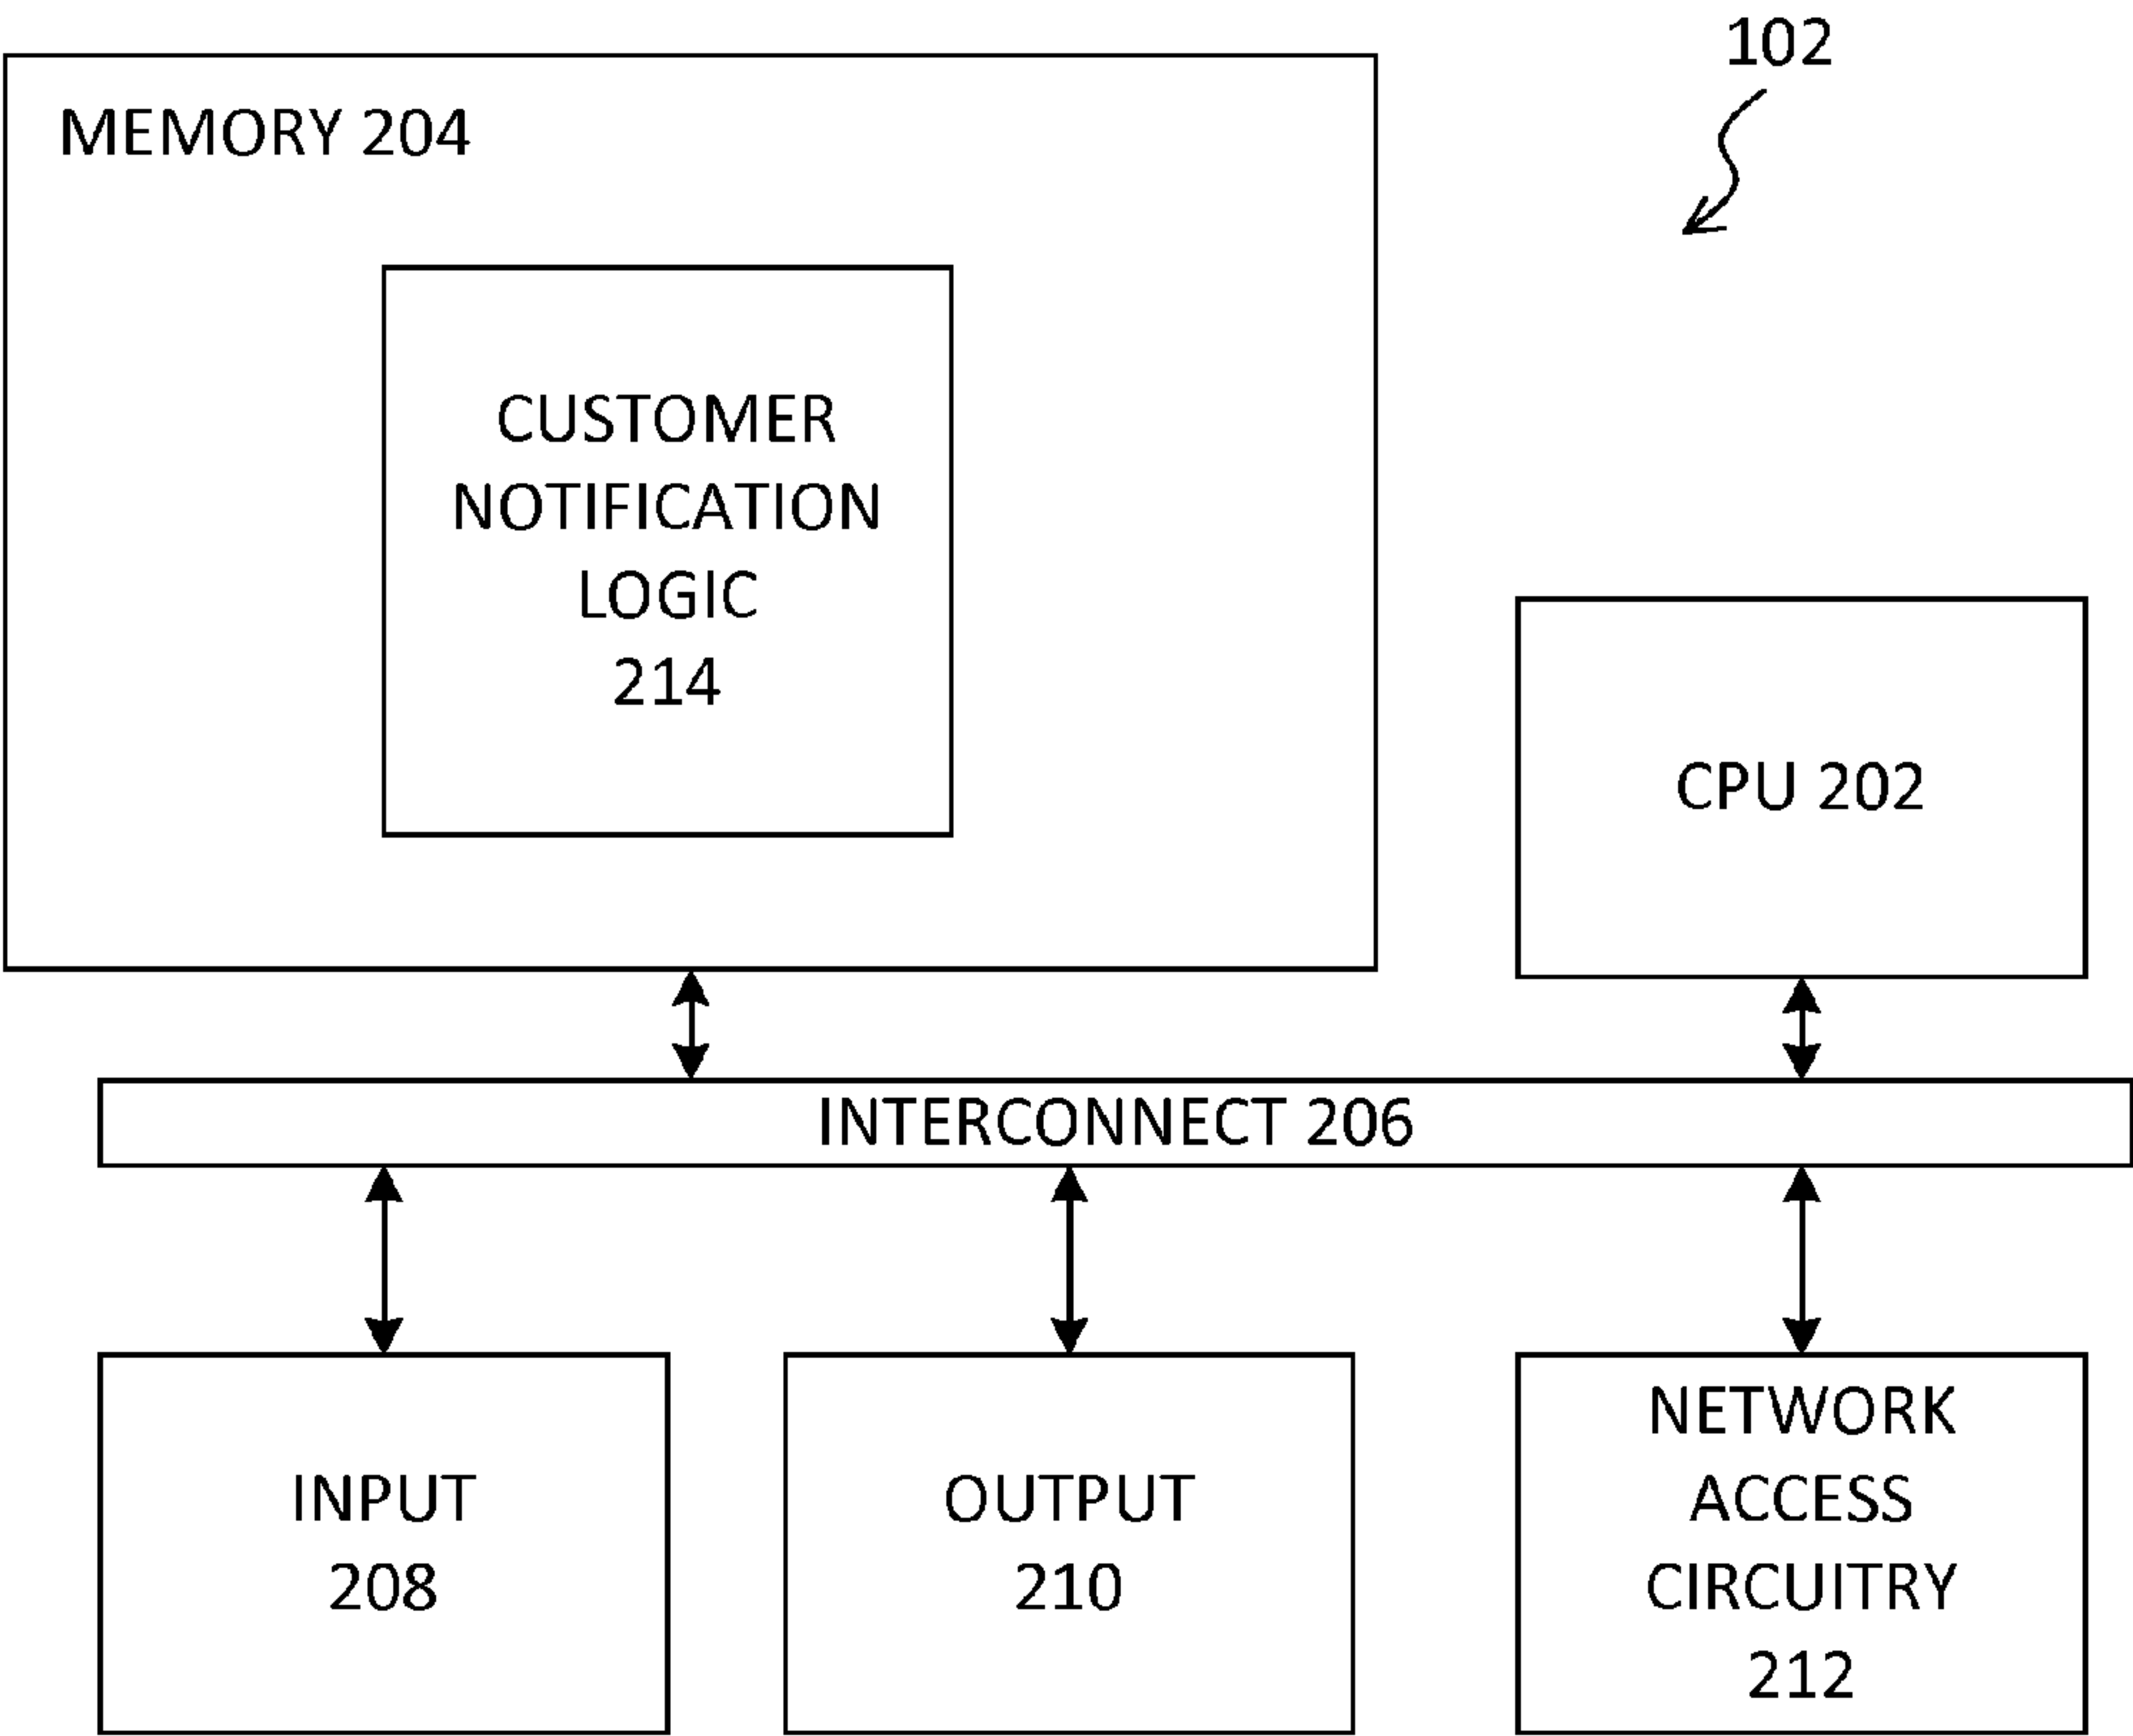 102
MEMORY 204
CUSTOMER
NOTIFICATION
LOGIC
214
CPU 202
INTERCONNECT 206
INPUT
208
OUTPUT
210
NETWORK
ACCESS
CIRCUITRY
212